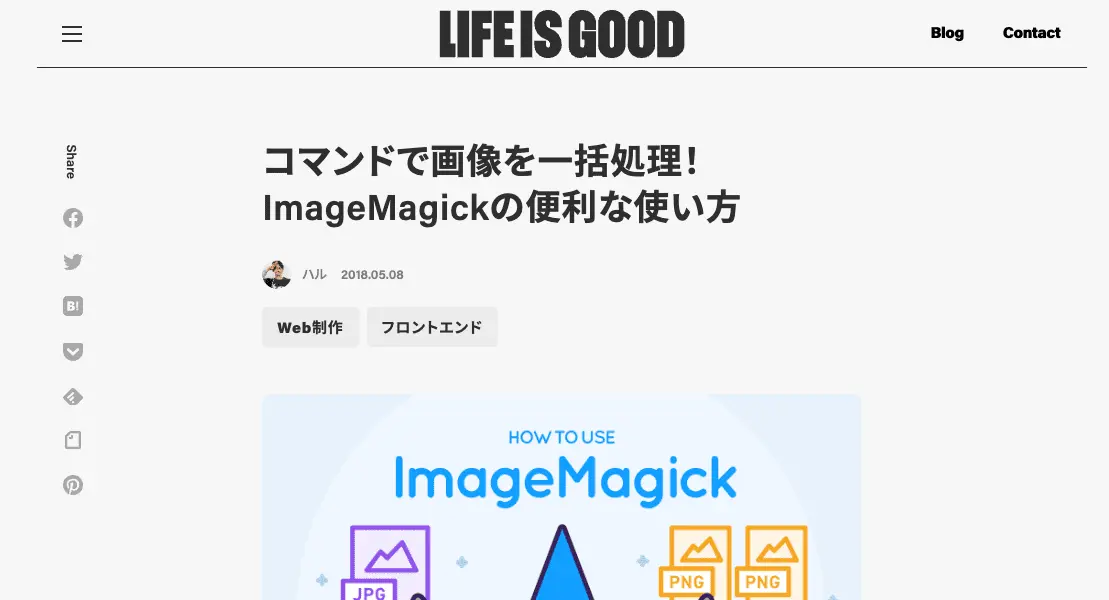 LIFE IS GOOD
Blog
Contact
Share
コマンドで画像を一括処理！
ImageMagickの便利な使い方
ハル 2018.05.08
Web制作
フロントエンド
B!
HOW TO USE
ImageMagick
JPG
PNG
PNG